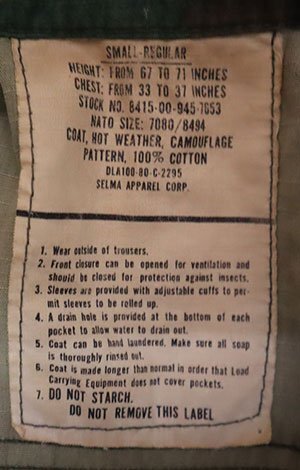 SMALL-REGULAR
HEIGHT: FROM 67 TO 71 INCHES
CHEST: FROM 33 TO 37 INCHES
STOCK NO. 8415-00-945-7653
NATO SIZE: 7080/8494
COAT, HOT WEATHER, CAMOUFLAGE
PATTERN, 100% COTTON
DLA100-80-C-2295
SELMA APPAREL CORP.
1. Wear outside of trousers.
2. Front closure can be opened for ventilation and
should be closed for protection against insects.
3. Sleeves are provided with adjustable cuffs to per-
mit sleeves to be rolled up.
4. A drain hole is provided at the bottom of each
pocket to allow water to drain out.
5. Coat can be hand laundered. Make sure all soap
is thoroughly rinsed out.
6. Coat is made longer than normal in order that Load
Carrying Equipment does not cover pockets.
7. DO NOT STARCH.
DO NOT REMOVE THIS LABEL